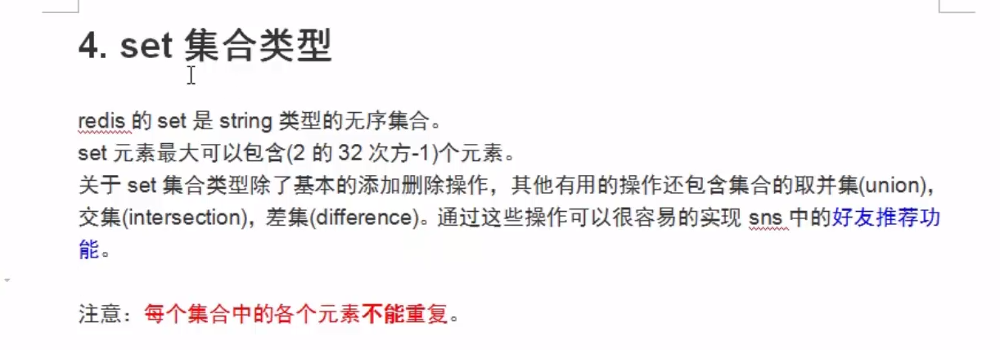 4. set 集合类型
redis 的 set 是 string 类型的无序集合。
set 元素最大可以包含(2 的 32 次方-1)个元素。
关于 set 集合类型除了基本的添加删除操作，其他有用的操作还包含集合的取并集(union)，
交集(intersection)，差集(difference)。通过这些操作可以很容易的实现 sns 中的好友推荐功
能。
注意：每个集合中的各个元素不能重复。